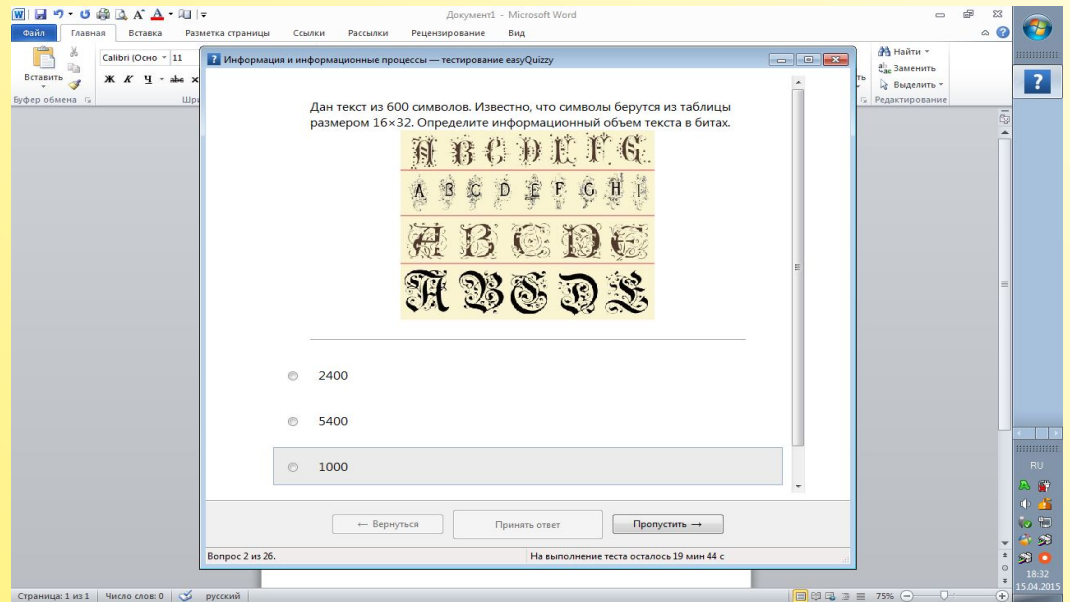 Документ1 - Microsoft Word
Файл Главная Вставка Разметка страницы Ссылки Рассылки Рецензирование Вид
Вставить
Calibri (Осно 11
Ж К Ч abc
Буфер обмена
Найти
Заменить
Выделить
Редактирование
Информация и информационные процессы — тестирование easyQuizzy
Дан текст из 600 символов. Известно, что символы берутся из таблицы
размером 16×32. Определите информационный объем текста в битах.
A B C D E F G
A B C D E F G H I
A B C D E
A B C D E
2400
5400
1000
← Вернуться Принять ответ Пропустить →
Вопрос 2 из 26. На выполнение теста осталось 19 мин 44 с
Страница: 1 из 1 Число слов: 0 русский 75%
RU
18:32
15.04.2015